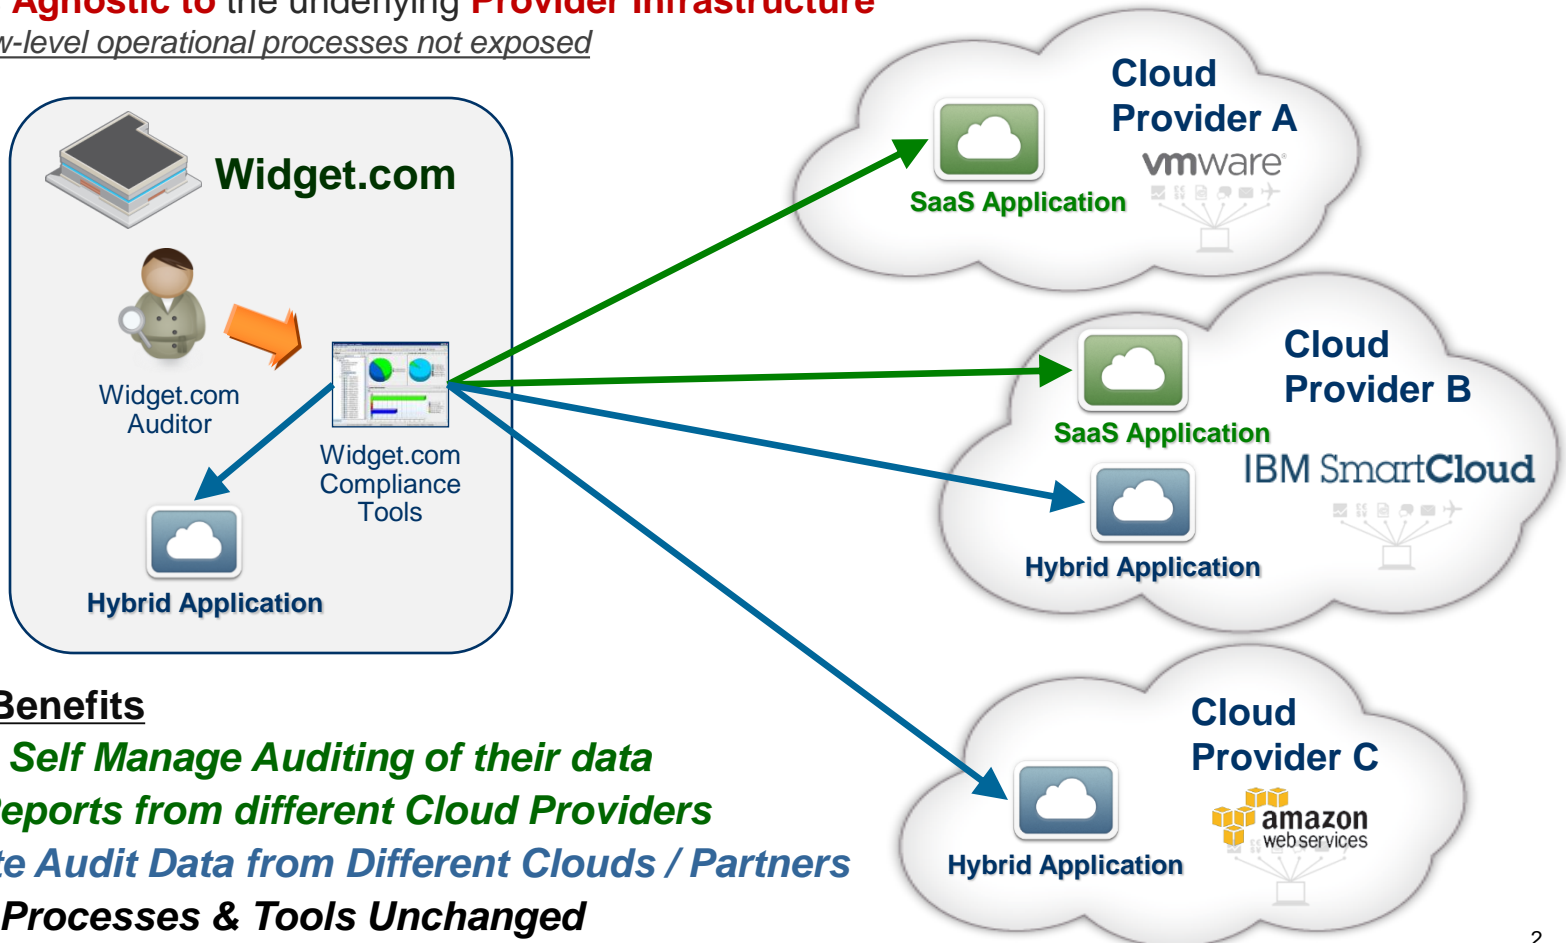 Agnostic to the underlying Provider Infrastructure
w-level operational processes not exposed
Widget.com
Widget.com
Auditor
Widget.com
Compliance
Tools
Hybrid Application
Cloud
Provider A
vmware®
SaaS Application
Cloud
Provider B
SaaS Application
IBM SmartCloud
Hybrid Application
Cloud
Provider C
amazon
webservices
Hybrid Application
Benefits
Self Manage Auditing of their data
Reports from different Cloud Providers
te Audit Data from Different Clouds / Partners
Processes & Tools Unchanged
2